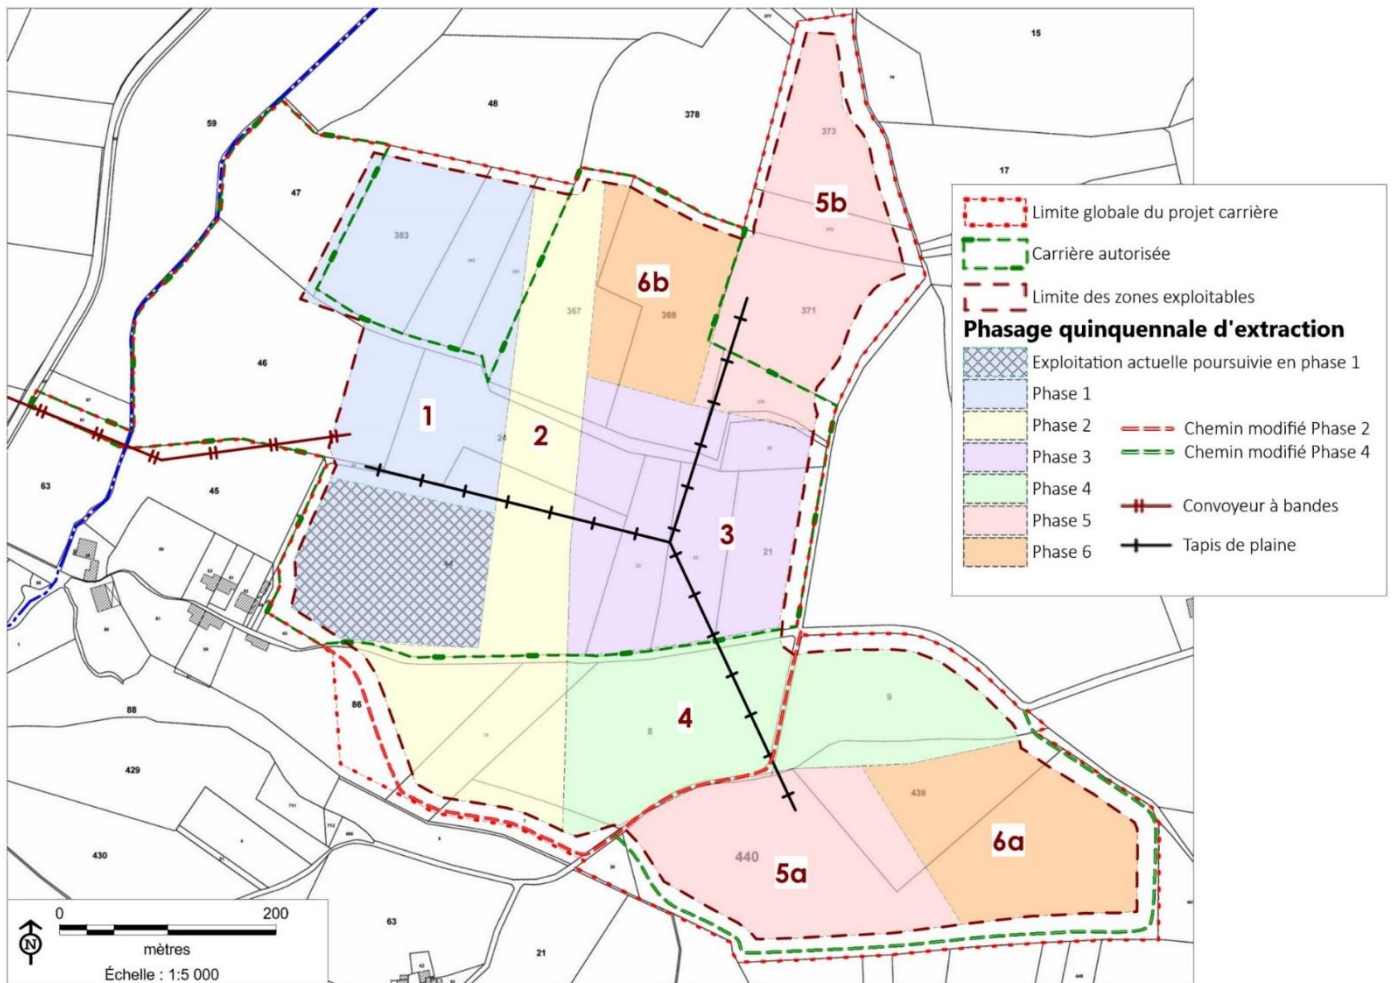 15
48
378
59
17
373
47
5b
383
6b
367
368
371
46
1
2
24
63
45
3
21
44
9
86
4
8
88
429
439
6a
430
440
5a
63
21
Limite globale du projet carrière
Carrière autorisée
Limite des zones exploitables
Phasage quinquennale d'extraction
Exploitation actuelle poursuivie en phase 1
Phase 1
Phase 2
Phase 3
Phase 4
Phase 5
Phase 6
Chemin modifié Phase 2
Chemin modifié Phase 4
Convoyeur à bandes
Tapis de plaine
0 200
mètres
N
Échelle : 1:5 000